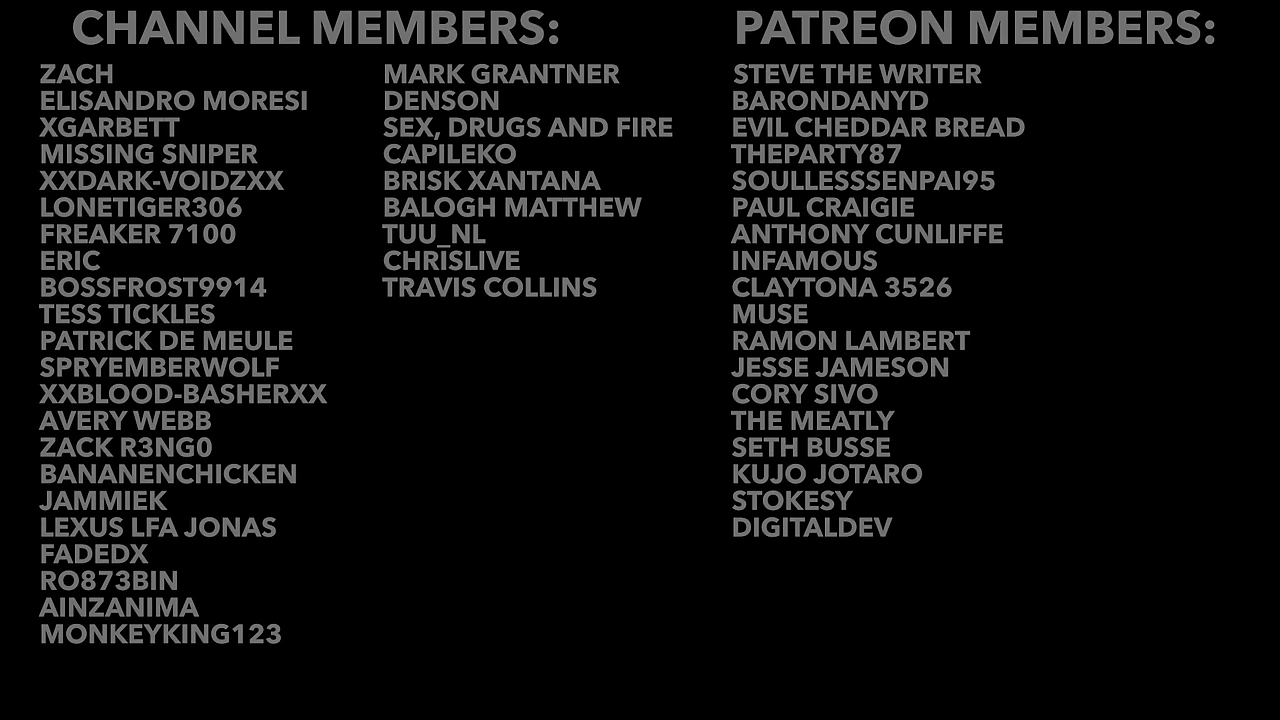 CHANNEL MEMBERS:
ZACH
ELISANDRO MORESI
XGARBETT
MISSING SNIPER
XXDARK-VOIDZXX
LONETIGER306
FREAKER 7100
ERIC
BOSSFROST9914
TESS TICKLES
PATRICK DE MEULE
SPRYEMBERWOLF
XXBLOOD-BASHERXX
AVERY WEBB
ZACK R3NG0
BANANENCHICKEN
JAMMIEK
LEXUS LFA JONAS
FADEDX
RO873BIN
AINZANIMA
MONKEYKING123
MARK GRANTNER
DENSON
SEX, DRUGS AND FIRE
CAPILEKO
BRISK XANTANA
BALOGH MATTHEW
TUU_NL
CHRISLIVE
TRAVIS COLLINS
PATREON MEMBERS:
STEVE THE WRITER
BARONDANYD
EVIL CHEDDAR BREAD
THEPARTY87
SOULLESSSENPAI95
PAUL CRAIGIE
ANTHONY CUNLIFFE
INFAMOUS
CLAYTONA 3526
MUSE
RAMON LAMBERT
JESSE JAMESON
CORY SIVO
THE MEATLY
SETH BUSSE
KUJO JOTARO
STOKESY
DIGITALDEV